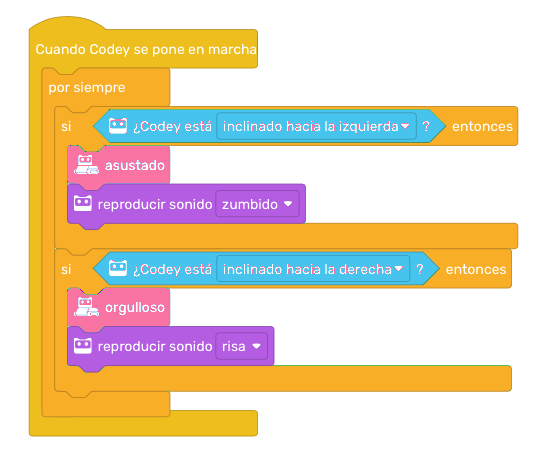 Cuando Codey se pone en marcha
por siempre
si ¿Codey está inclinado hacia la izquierda ? entonces
asustado
reproducir sonido zumbido
si ¿Codey está inclinado hacia la derecha ? entonces
orgulloso
reproducir sonido risa